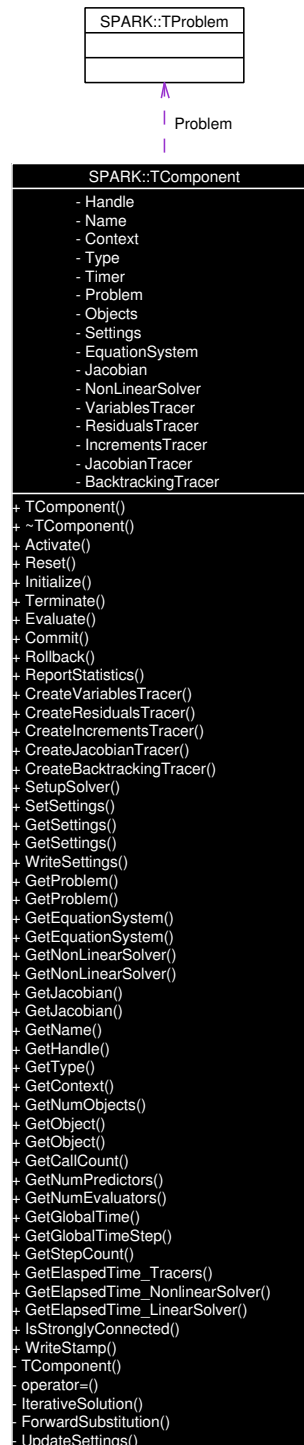 SPARK::TProblem
Problem
SPARK::TComponent
- Handle
- Name
- Context
- Type
- Timer
- Problem
- Objects
- Settings
- EquationSystem
- Jacobian
- NonLinearSolver
- VariablesTracer
- ResidualsTracer
- IncrementsTracer
- JacobianTracer
- BacktrackingTracer
+ TComponent()
+ ~TComponent()
+ Activate()
+ Reset()
+ Initialize()
+ Terminate()
+ Evaluate()
+ Commit()
+ Rollback()
+ ReportStatistics()
+ CreateVariablesTracer()
+ CreateResidualsTracer()
+ CreateIncrementsTracer()
+ CreateJacobianTracer()
+ CreateBacktrackingTracer()
+ SetupSolver()
+ SetSettings()
+ GetSettings()
+ GetSettings()
+ WriteSettings()
+ GetProblem()
+ GetProblem()
+ GetEquationSystem()
+ GetEquationSystem()
+ GetNonLinearSolver()
+ GetNonLinearSolver()
+ GetJacobian()
+ GetJacobian()
+ GetName()
+ GetHandle()
+ GetType()
+ GetContext()
+ GetNumObjects()
+ GetObject()
+ GetObject()
+ GetCallCount()
+ GetNumPredictors()
+ GetNumEvaluators()
+ GetGlobalTime()
+ GetGlobalTimeStep()
+ GetStepCount()
+ GetElaspedTime_Tracers()
+ GetElapsedTime_NonlinearSolver()
+ GetElapsedTime_LinearSolver()
+ IsStronglyConnected()
+ WriteStamp()
- TComponent()
- operator=()
- IterativeSolution()
- ForwardSubstitution()
- UpdateSettings()